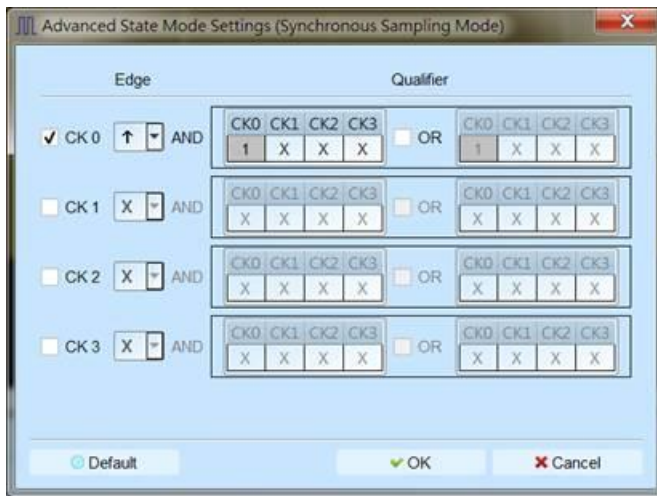 Advanced State Mode Settings (Synchronous Sampling Mode)
Edge Qualifier
CK 0 ↑ AND CK0 CK1 CK2 CK3 OR CK0 CK1 CK2 CK3
1 X X X 1 X X X
CK 1 X AND CK0 CK1 CK2 CK3 OR CK0 CK1 CK2 CK3
X X X X X X X X
CK 2 X AND CK0 CK1 CK2 CK3 OR CK0 CK1 CK2 CK3
X X X X X X X X
CK 3 X AND CK0 CK1 CK2 CK3 OR CK0 CK1 CK2 CK3
X X X X X X X X
Default OK Cancel